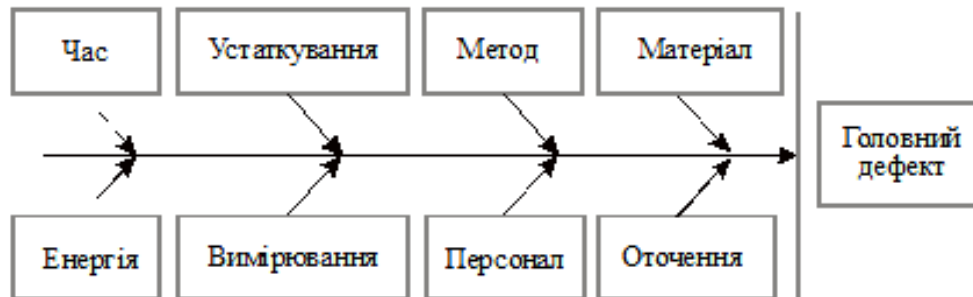 Час
Устаткування
Метод
Матеріал
Головний
дефект
Енергія
Вимірювання
Персонал
Оточення